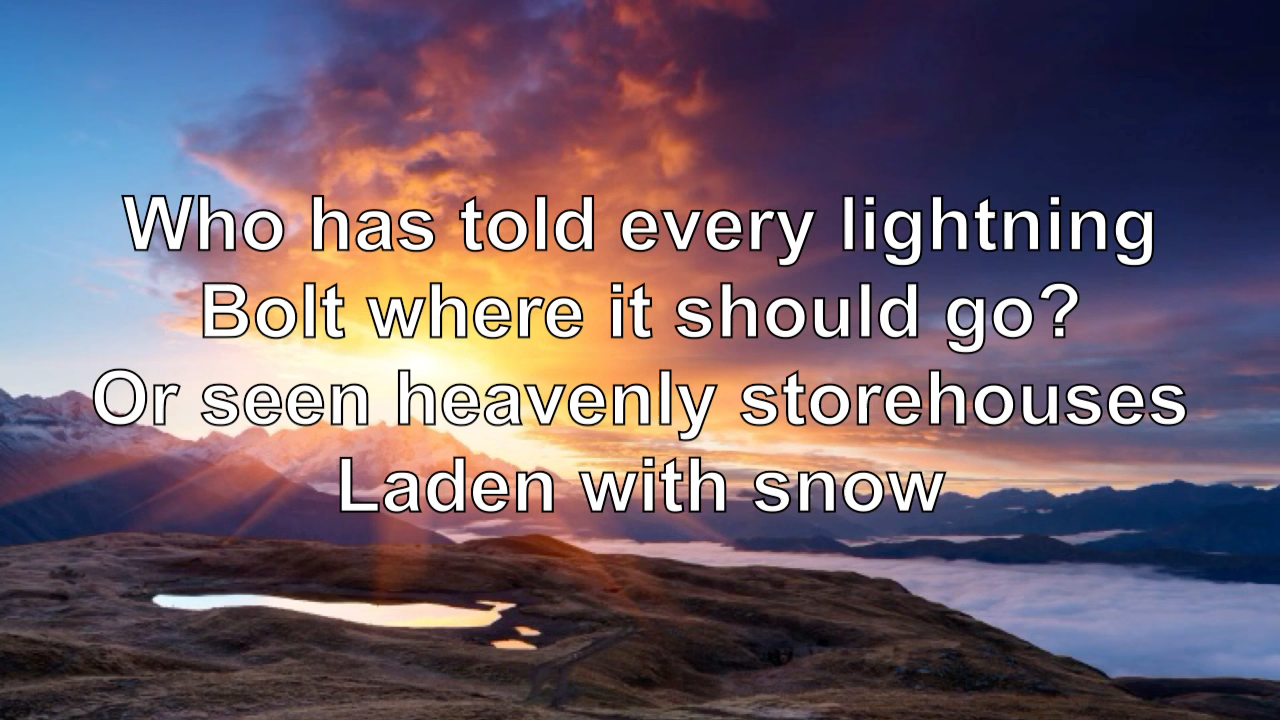 Who has told every lightning
Bolt where it should go?
Or seen heavenly storehouses
Laden with snow